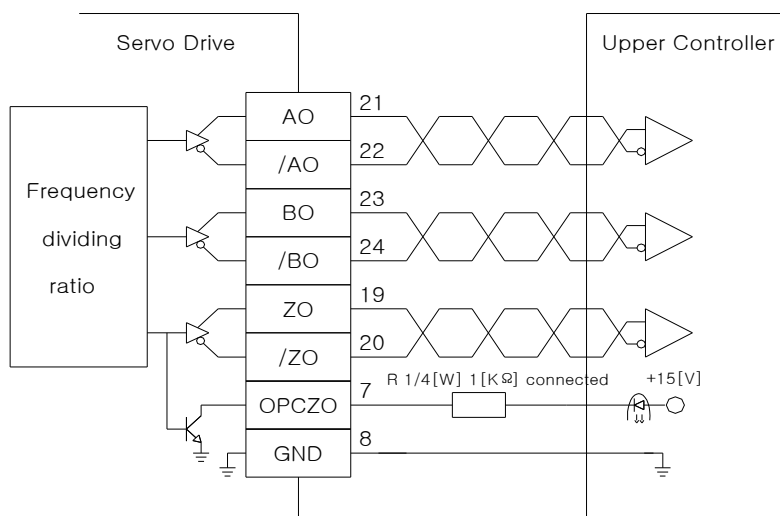 Servo Drive
Upper Controller
Frequency
dividing
ratio
AO
21
/AO
22
BO
23
/BO
24
ZO
19
/ZO
20
R 1/4[W] 1[KΩ] connected
+15[V]
OPCZO
7
GND
8